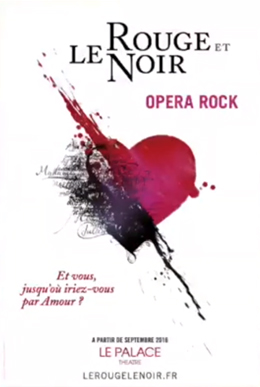 LE ROUGE ET
NOIR
OPERA ROCK
Et vous,
jusqu'où iriez-vous
par Amour ?
A PARTIR DE SEPTEMBRE 2016
LE PALACE
THEATRE
LEROUGELENOIR.FR